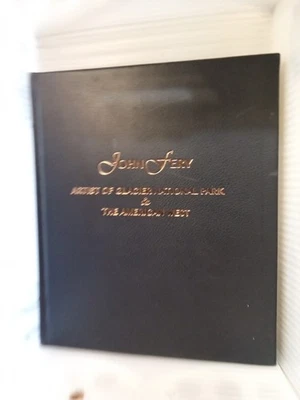 JOHN FERY
ARTIST OF GLACIER NATIONAL PARK
&
THE AMERICAN WEST